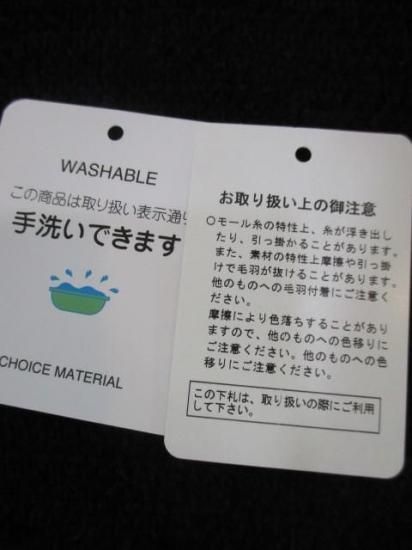 WASHABLE
この商品は取り扱い表示通り
手洗いできます
CHOICE MATERIAL
お取り扱い上の御注意
○モール糸の特性上、糸が浮き出し
たり、引っ掛かることがあります。
また、素材の特性上摩擦や引っ掛
けで毛羽が抜けることがあります。
他のものへの毛羽付着にご注意く
ださい。
摩擦により色落ちすることがあり
ますので、他のものへの色移りに
ご注意ください。他のものへの色
移りにご注意ください。
この下札は、取り扱いの際にご利用
して下さい。